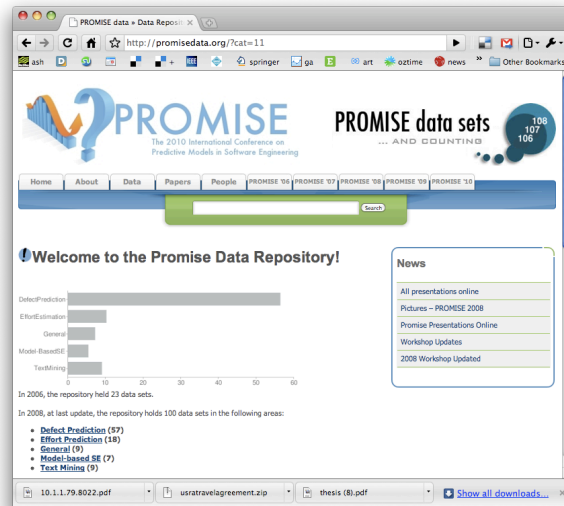 PROMISE data » Data Reposit
http://promisedata.org/?cat=11
ash
springer
ga
art
oztime
news
»
Other Bookmarks
PROMISE
The 2010 International Conference on
Predictive Models in Software Engineering
PROMISE data sets
... AND COUNTING
108
107
106
Home About Data Papers People PROMISE '06 PROMISE '07 PROMISE '08 PROMISE '09 PROMISE '10
Search
Welcome to the Promise Data Repository!
DefectPrediction
EffortEstimation
General
Model-BasedSE
TextMining
0 10 20 30 40 50 60
In 2006, the repository held 23 data sets.
In 2008, at last update, the repository holds 100 data sets in the following areas:
Defect Prediction (57)
Effort Prediction (18)
General (9)
Model-based SE (7)
Text Mining (9)
News
All presentations online
Pictures – PROMISE 2008
Promise Presentations Online
Workshop Updates
2008 Workshop Updated
10.1.1.79.8022.pdf
usratravelagreement.zip
thesis (8).pdf
Show all downloads...